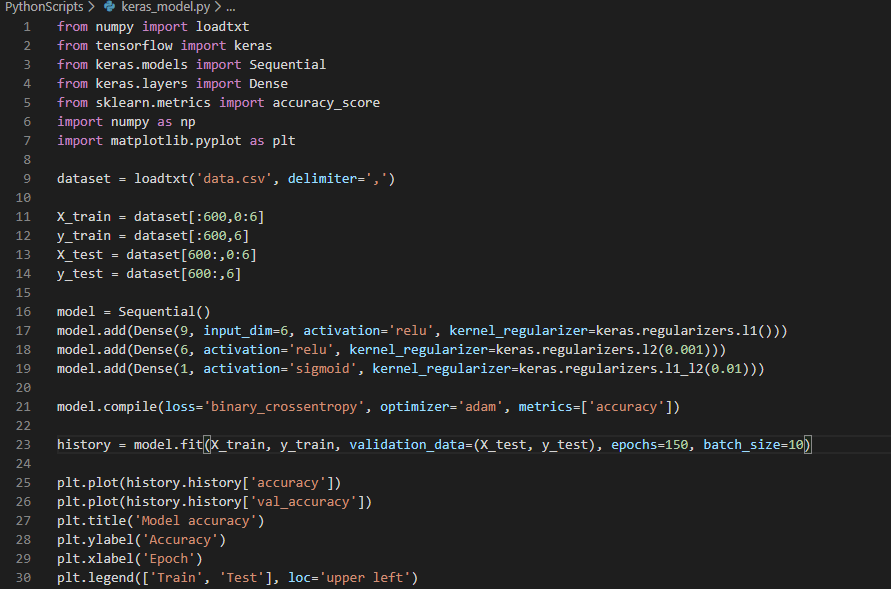 PythonScripts > keras_model.py > ...
1 from numpy import loadtxt
2 from tensorflow import keras
3 from keras.models import Sequential
4 from keras.layers import Dense
5 from sklearn.metrics import accuracy_score
6 import numpy as np
7 import matplotlib.pyplot as plt
8
9 dataset = loadtxt('data.csv', delimiter=',')
10
11 X_train = dataset[:600,0:6]
12 y_train = dataset[:600,6]
13 X_test = dataset[600:,0:6]
14 y_test = dataset[600:,6]
15
16 model = Sequential()
17 model.add(Dense(9, input_dim=6, activation='relu', kernel_regularizer=keras.regularizers.l1()))
18 model.add(Dense(6, activation='relu', kernel_regularizer=keras.regularizers.l2(0.001)))
19 model.add(Dense(1, activation='sigmoid', kernel_regularizer=keras.regularizers.l1_l2(0.01)))
20
21 model.compile(loss='binary_crossentropy', optimizer='adam', metrics=['accuracy'])
22
23 history = model.fit(X_train, y_train, validation_data=(X_test, y_test), epochs=150, batch_size=10)
24
25 plt.plot(history.history['accuracy'])
26 plt.plot(history.history['val_accuracy'])
27 plt.title('Model accuracy')
28 plt.ylabel('Accuracy')
29 plt.xlabel('Epoch')
30 plt.legend(['Train', 'Test'], loc='upper left')